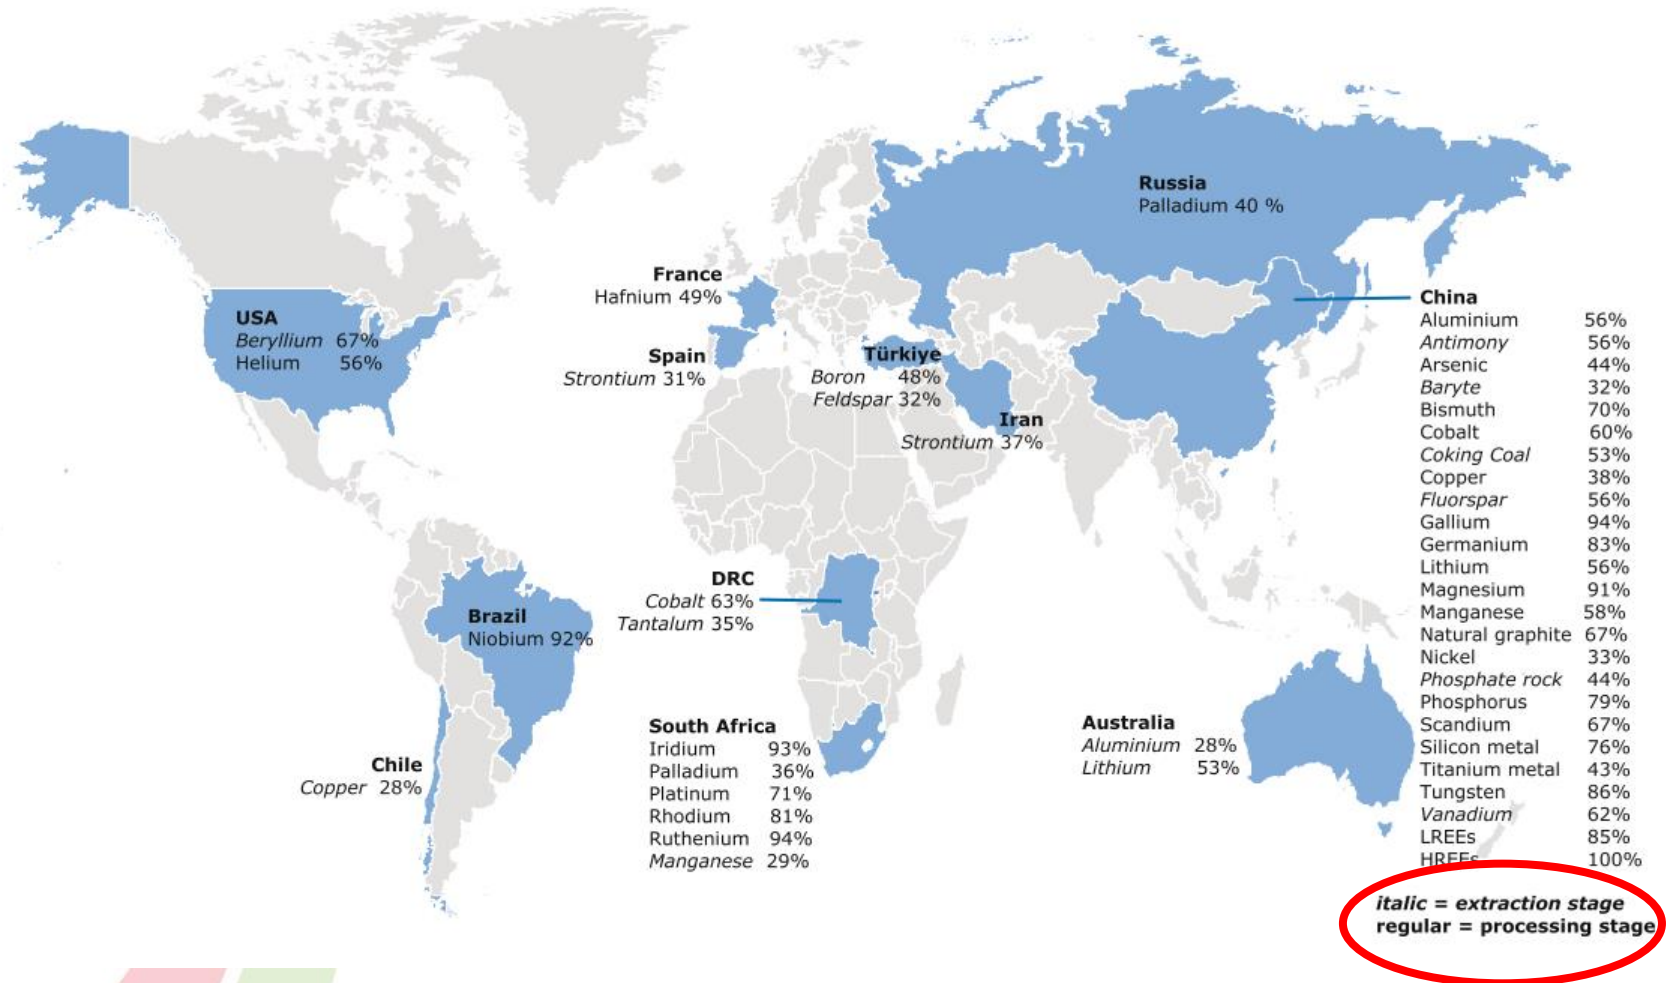 Russia
Palladium 40 %
France
Hafnium 49%
USA
Beryllium 67%
Helium 56%
Spain
Strontium 31%
Türkiye
Boron 48%
Feldspar 32%
Iran
Strontium 37%
China
Aluminium 56%
Antimony 56%
Arsenic 44%
Baryte 32%
Bismuth 70%
Cobalt 60%
Coking Coal 53%
Copper 38%
Fluorspar 56%
Gallium 94%
Germanium 83%
Lithium 56%
Magnesium 91%
Manganese 58%
Natural graphite 67%
Nickel 33%
Phosphate rock 44%
Phosphorus 79%
Scandium 67%
Silicon metal 76%
Titanium metal 43%
Tungsten 86%
Vanadium 62%
LREEs 85%
HREEs 100%
DRC
Cobalt 63%
Tantalum 35%
Brazil
Niobium 92%
South Africa
Iridium 93%
Palladium 36%
Platinum 71%
Rhodium 81%
Ruthenium 94%
Manganese 29%
Australia
Aluminium 28%
Lithium 53%
Chile
Copper 28%
italic = extraction stage
regular = processing stage